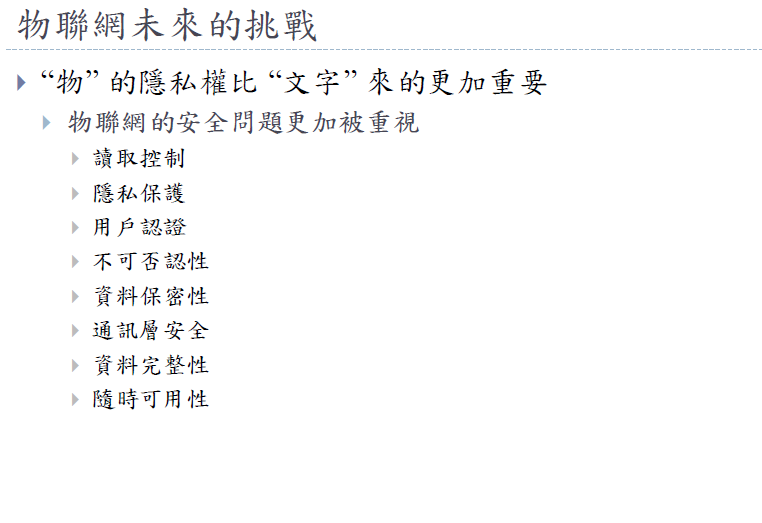 物聯網未來的挑戰
“物” 的隱私權比 “文字” 來的更加重要
物聯網的安全問題更加被重視
讀取控制
隱私保護
用戶認證
不可否認性
資料保密性
通訊層安全
資料完整性
隨時可用性